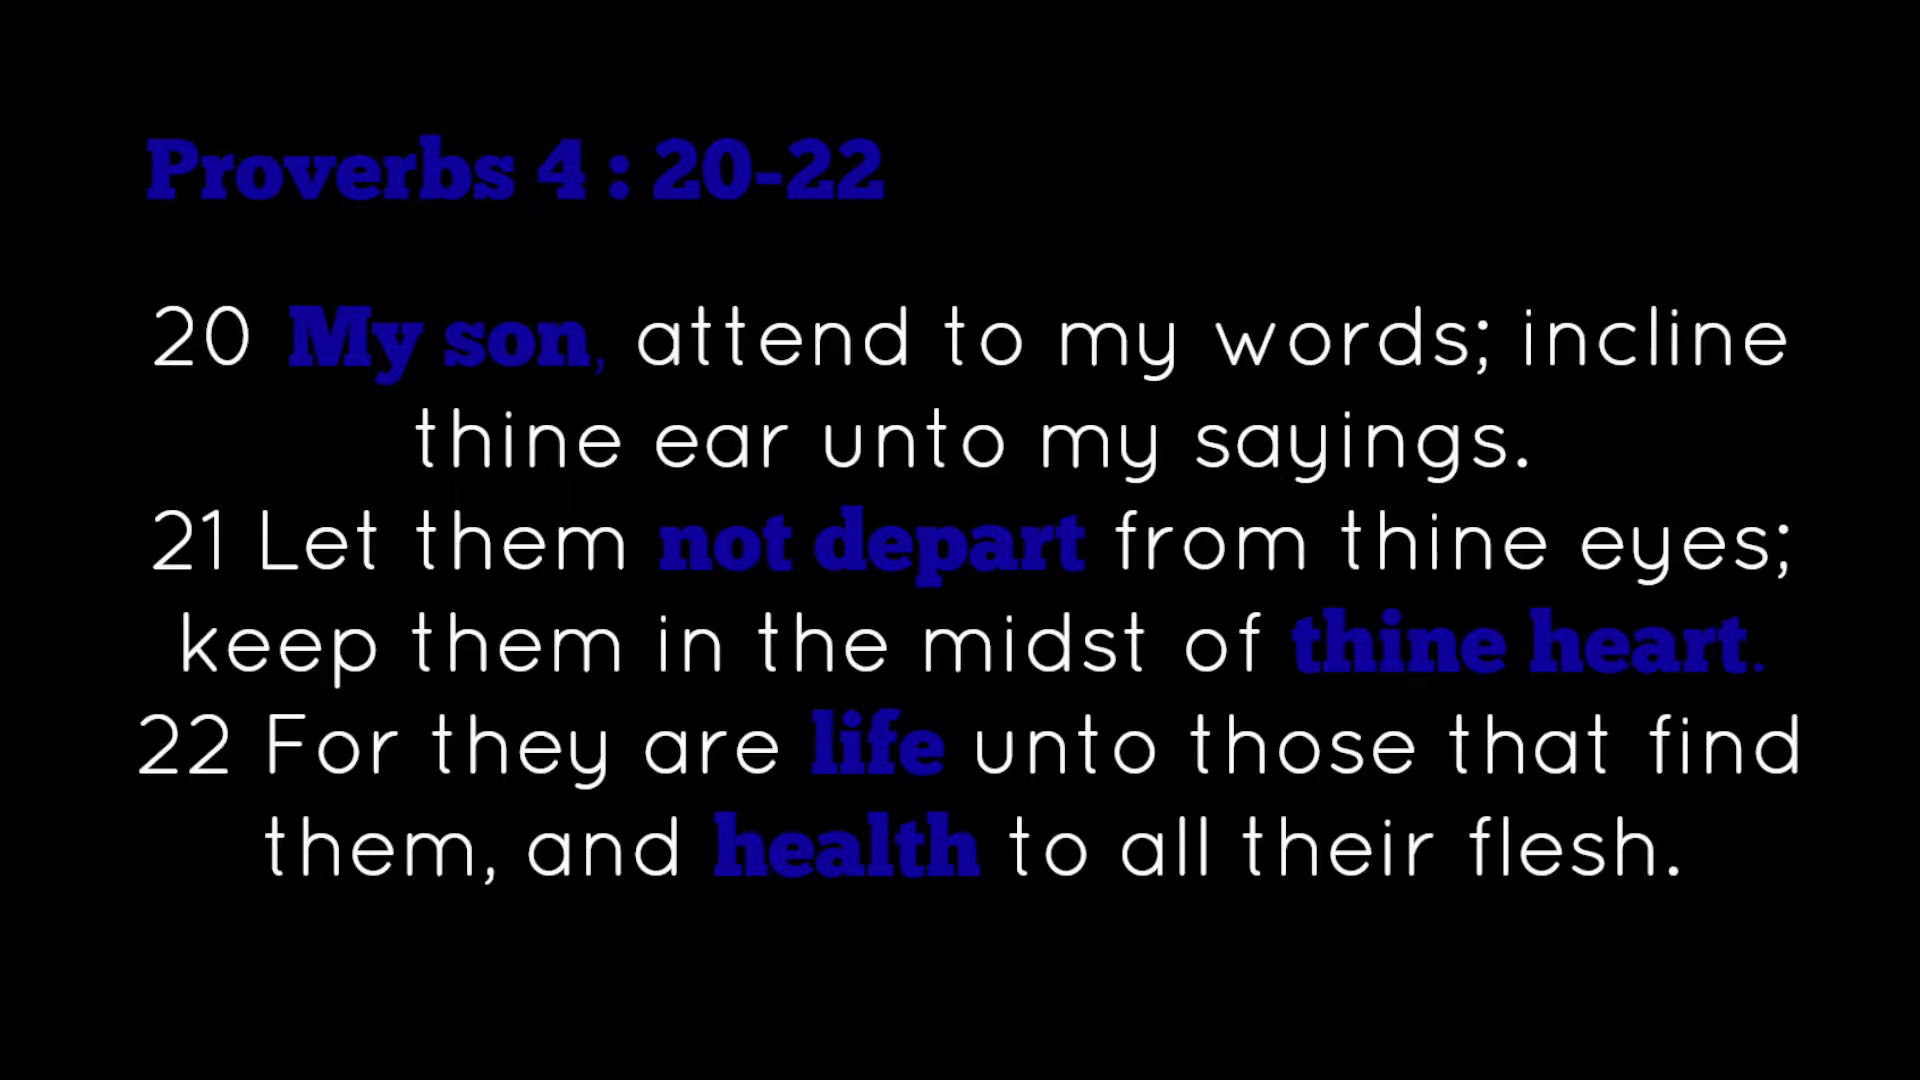 Proverbs 4 : 20-22
20 My son, attend to my words; incline
thine ear unto my sayings.
21 Let them not depart from thine eyes;
keep them in the midst of thine heart.
22 For they are life unto those that find
them, and health to all their flesh.